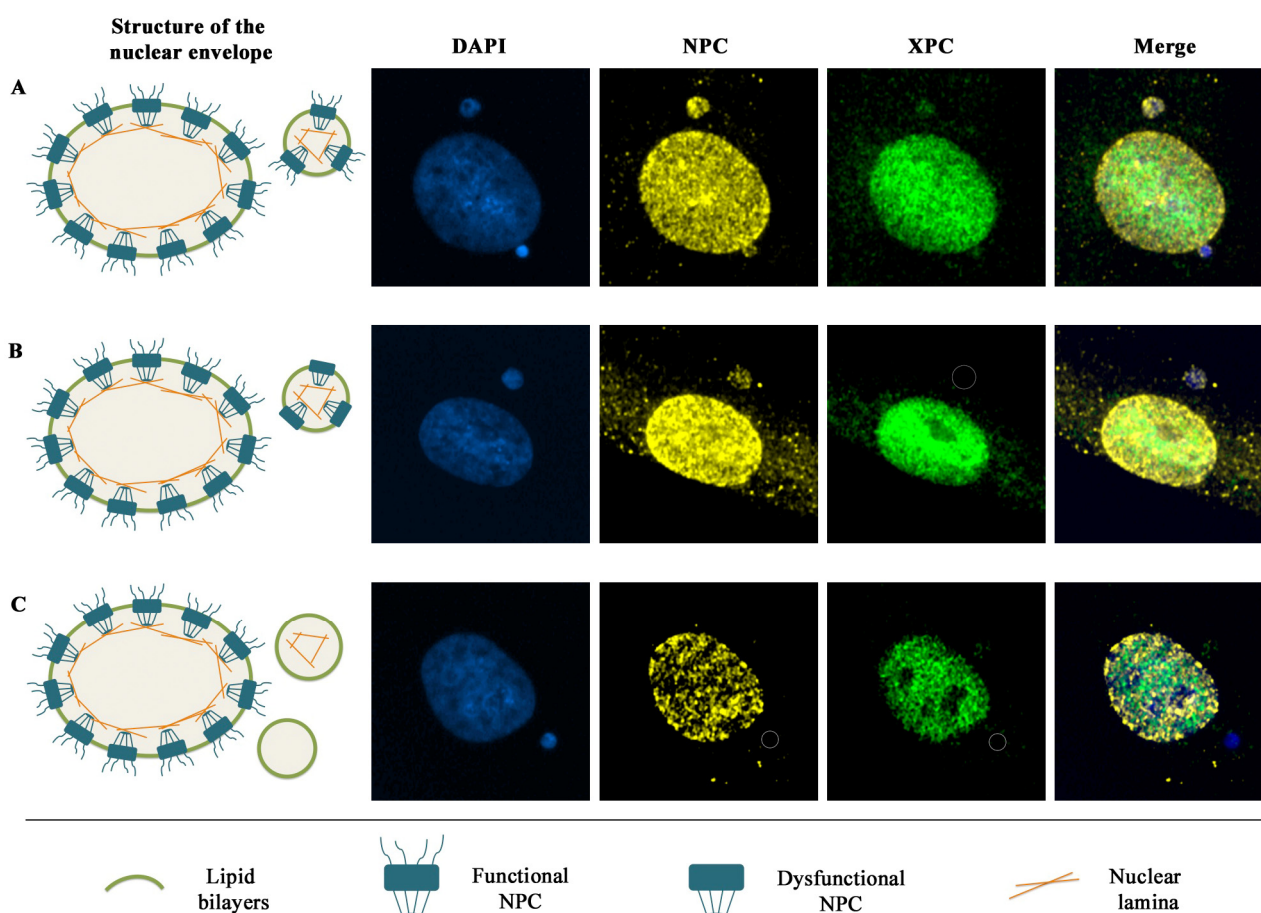 Structure of the
nuclear envelope
DAPI
NPC
XPC
Merge
A
B
C
Lipid
bilayers
Functional
NPC
Dysfunctional
NPC
Nuclear
lamina